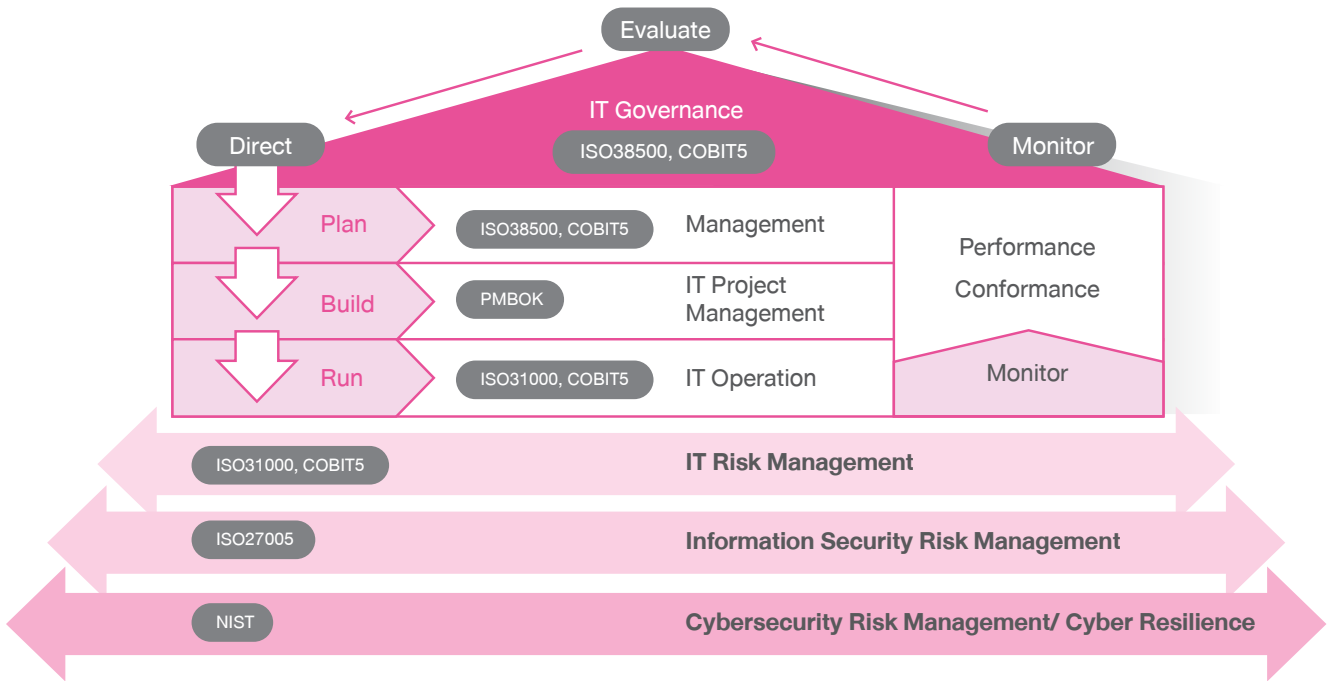 Evaluate
IT Governance
Direct
ISO38500, COBIT5
Monitor
Plan
ISO38500, COBIT5
Management
Performance
Conformance
Build
PMBOK
IT Project
Management
Run
ISO31000, COBIT5
IT Operation
Monitor
ISO31000, COBIT5
IT Risk Management
ISO27005
Information Security Risk Management
NIST
Cybersecurity Risk Management/ Cyber Resilience